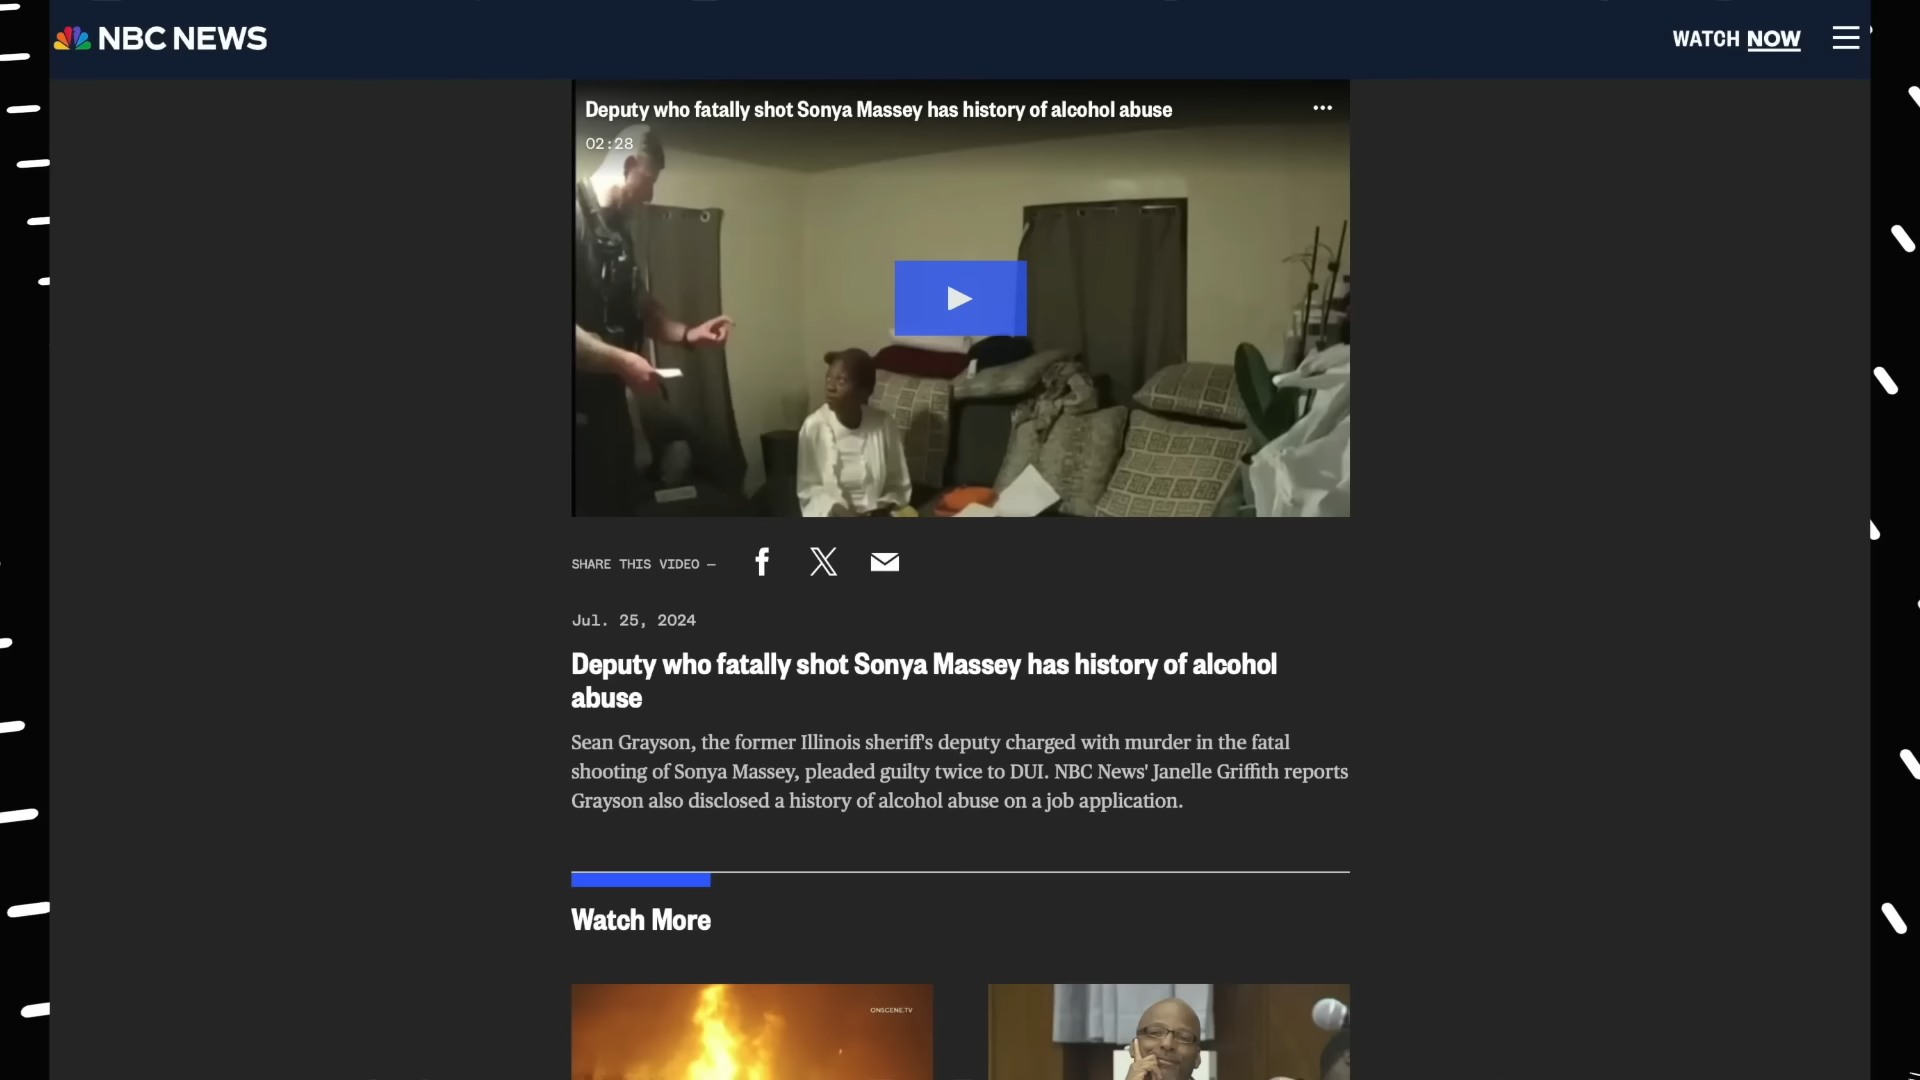 NBC NEWS
WATCH NOW
Deputy who fatally shot Sonya Massey has history of alcohol abuse
02:28
SHARE THIS VIDEO —
Jul. 25, 2024
Deputy who fatally shot Sonya Massey has history of alcohol
abuse
Sean Grayson, the former Illinois sheriff's deputy charged with murder in the fatal
shooting of Sonya Massey, pleaded guilty twice to DUI. NBC News' Janelle Griffith reports
Grayson also disclosed a history of alcohol abuse on a job application.
Watch More
ONSCENE.TV